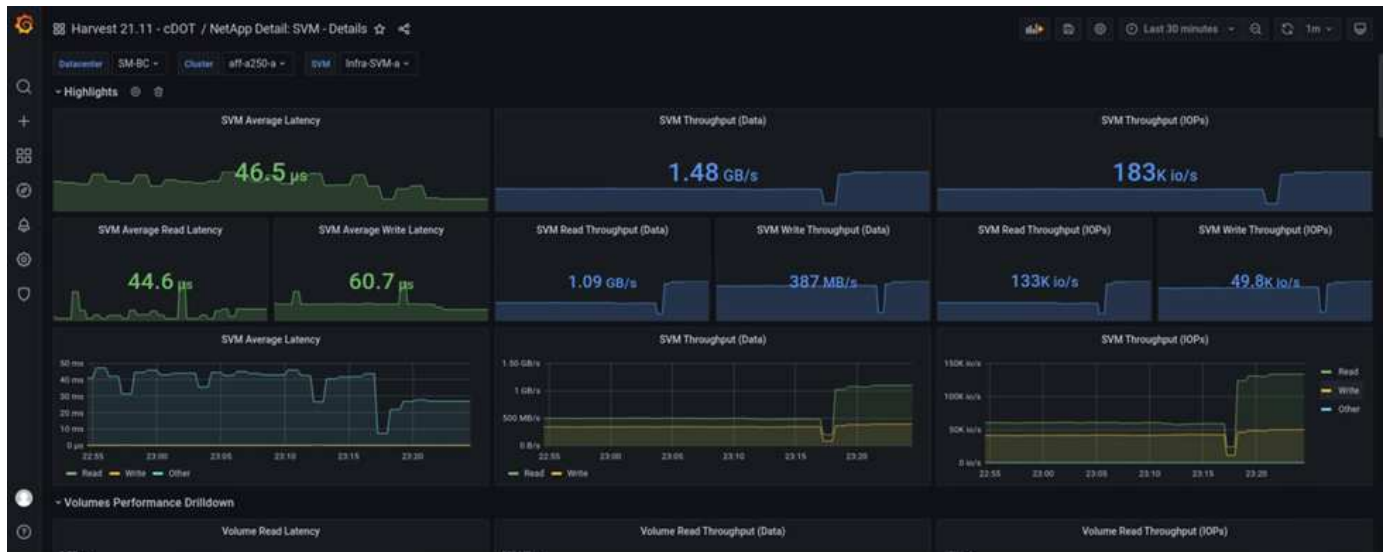 Harvest 21.11 - cDOT / NetApp Detail: SVM - Details
Last 30 minutes
1m
Datacenter SM-BC Cluster aff-a250-a SVM Infra-SVM-a
Highlights
SVM Average Latency SVM Throughput (Data) SVM Throughput (IOPs)
46.5 µs 1.48 GB/s 183K io/s
SVM Average Read Latency SVM Average Write Latency SVM Read Throughput (Data) SVM Write Throughput (Data) SVM Read Throughput (IOPs) SVM Write Throughput (IOPs)
44.6 µs 60.7 µs 1.09 GB/s 387 MB/s 133K io/s 49.8K io/s
SVM Average Latency
50 ms
40 ms
30 ms
20 ms
10 ms
0 µs
22:55 23:00 23:05 23:10 23:15 23:20
Read Write Other
SVM Throughput (Data)
1.50 GB/s
1 GB/s
500 MB/s
0 B/s
22:55 23:00 23:05 23:10 23:15 23:20
Read Write
SVM Throughput (IOPs)
150K io/s
100K io/s
50K io/s
0 io/s
22:55 23:00 23:05 23:10 23:15 23:20
Read
Write
Other
Volumes Performance Drilldown
Volume Read Latency Volume Read Throughput (Data) Volume Read Throughput (IOPs)